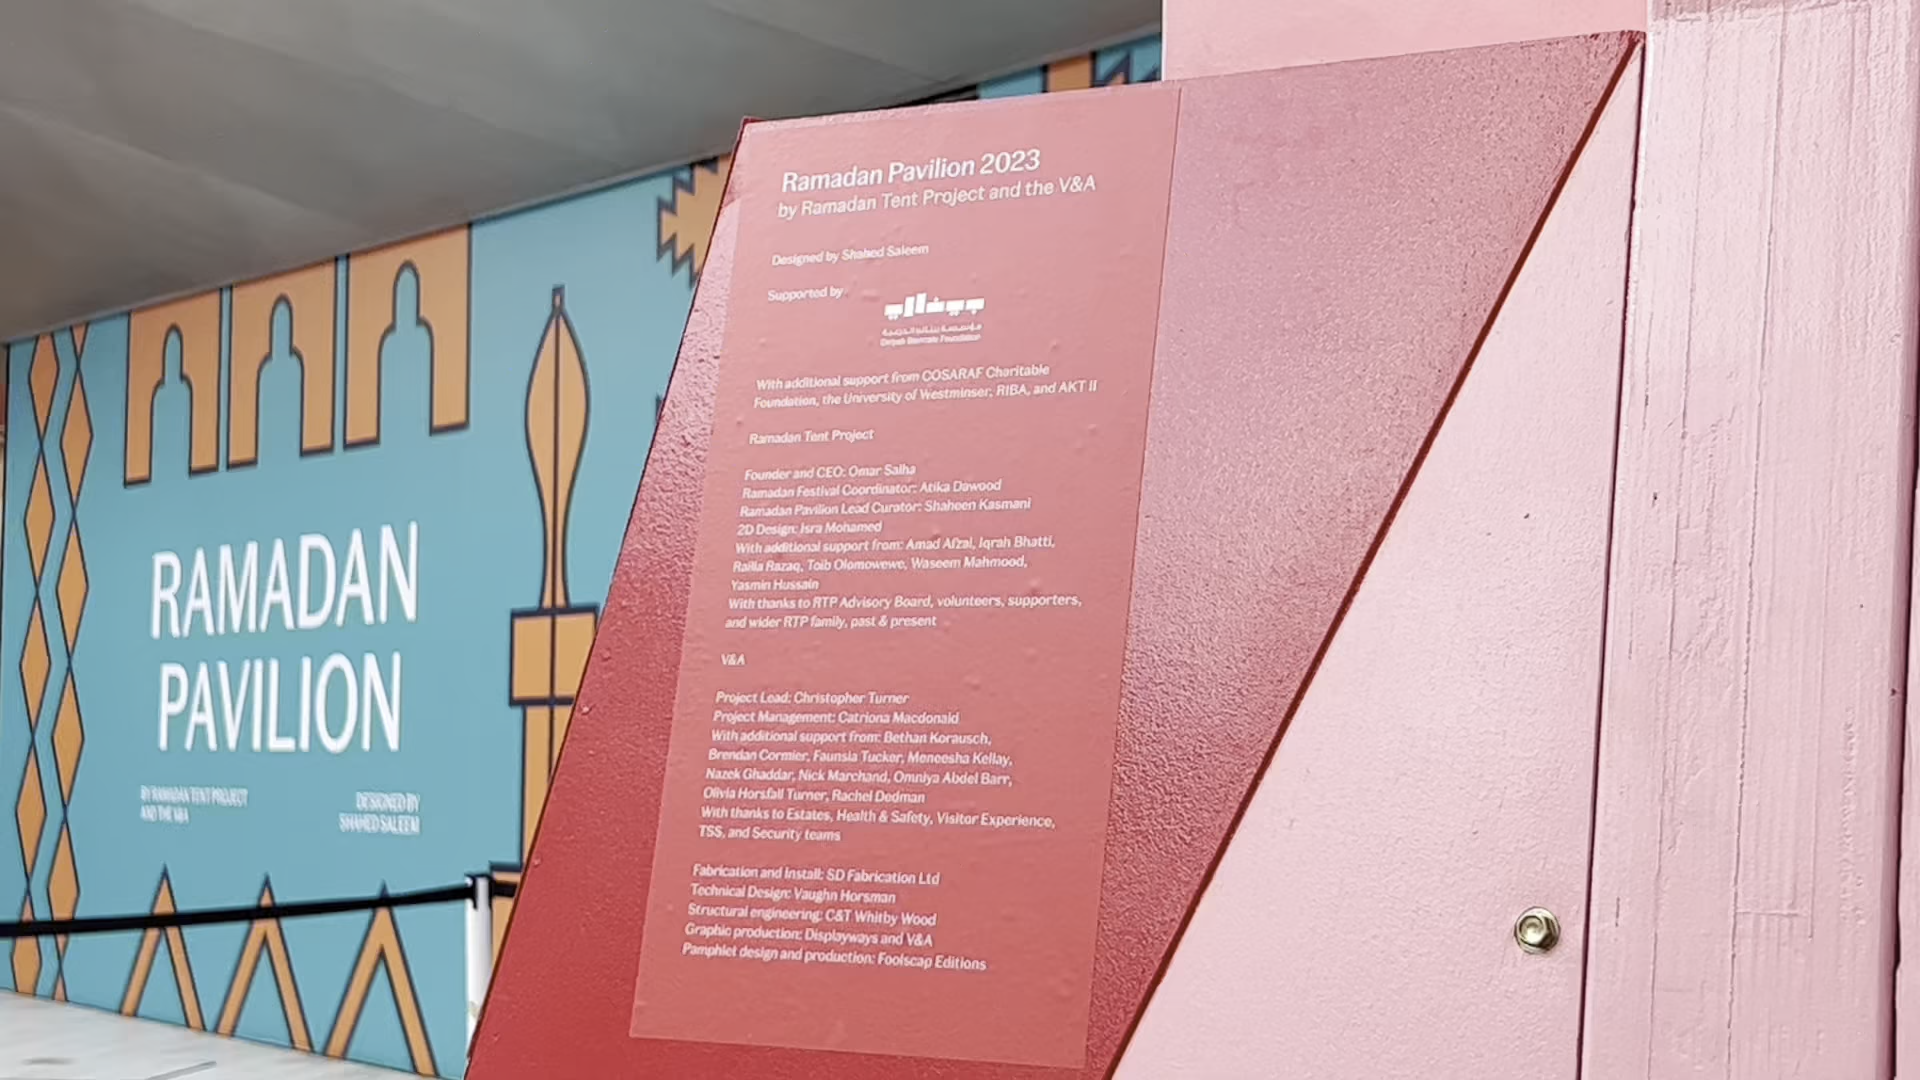 RAMADAN
PAVILION
BY RAMADAN TENT PROJECT
AND THE V&A
DESIGNED BY
SHAHED SALEEM
Ramadan Pavilion 2023
by Ramadan Tent Project and the V&A
Designed by Shahed Saleem
Supported by
مؤسسة بينالي الدرعية
Diriyah Biennale Foundation
With additional support from COSARAF Charitable
Foundation, the University of Westminser, RIBA, and AKT II
Ramadan Tent Project
Founder and CEO: Omar Salha
Ramadan Festival Coordinator: Atika Dawood
Ramadan Pavilion Lead Curator: Shaheen Kasmani
2D Design: Isra Mohamed
With additional support from: Amad Afzal, Iqrah Bhatti,
Razaq, Toib Olomowewe, Waseem Mahmood,
Yasmin Hussain
With thanks to RTP Advisory Board, volunteers, supporters,
and wider RTP family, past & present
V&A
Project Lead: Christopher Turner
Project Management: Catriona Macdonald
With additional support from: Bethan Korausch,
Brendan Cormier, Faunsia Tucker, Meneesha Kellay,
Nazek Ghaddar, Nick Marchand, Omniya Abdel Barr,
Olivia Horsfall Turner, Rachel Dedman
With thanks to Estates, Health & Safety, Visitor Experience,
TSS, and Security teams
Fabrication and Install: SD Fabrication Ltd
Technical Design: Vaughn Horsman
Structural engineering: C&T Whitby Wood
Graphic production: Displayways and V&A
Pamphlet design and production: Foolscap Editions